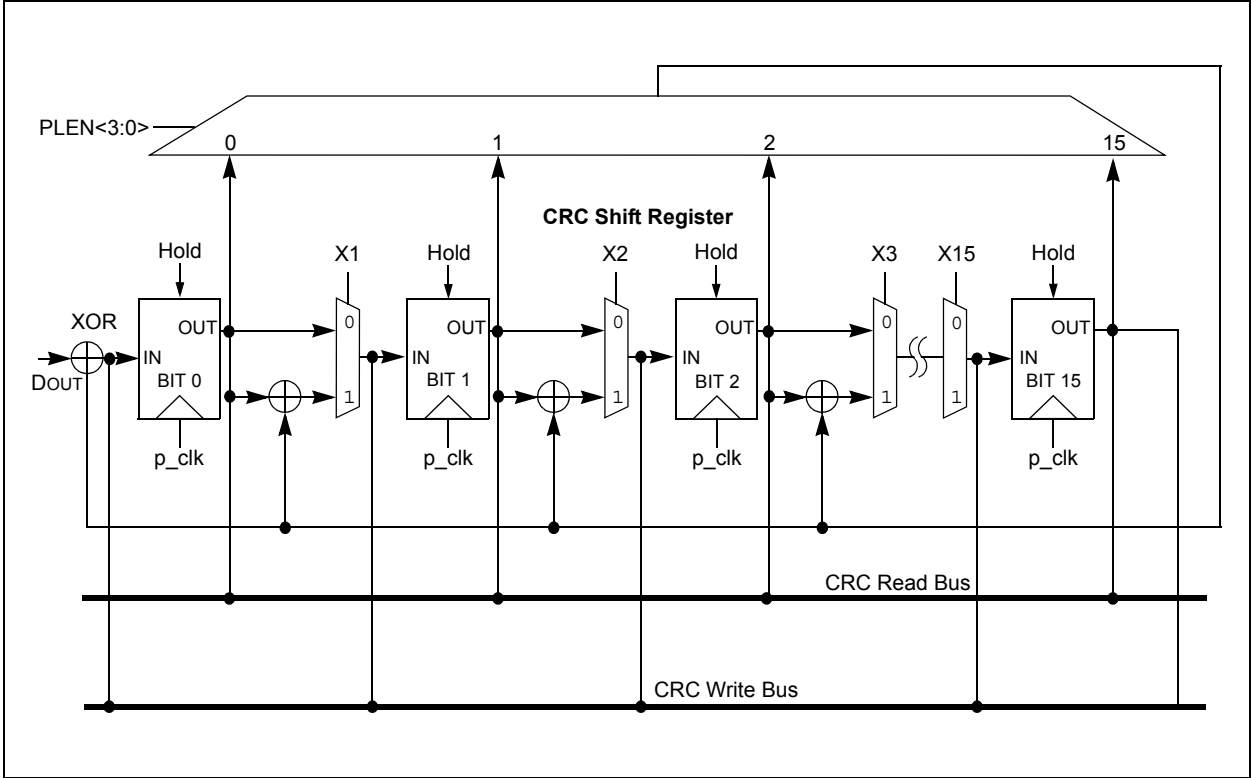 PLEN<3:0>
0 1 2 15
CRC Shift Register
Hold X1 Hold X2 Hold X3 X15 Hold
XOR
OUT 0 OUT 0 OUT 0 0 OUT
IN IN IN IN
DOUT
BIT 0 1 BIT 1 1 BIT 2 1 1 BIT 15
p_clk p_clk p_clk p_clk
CRC Read Bus
CRC Write Bus